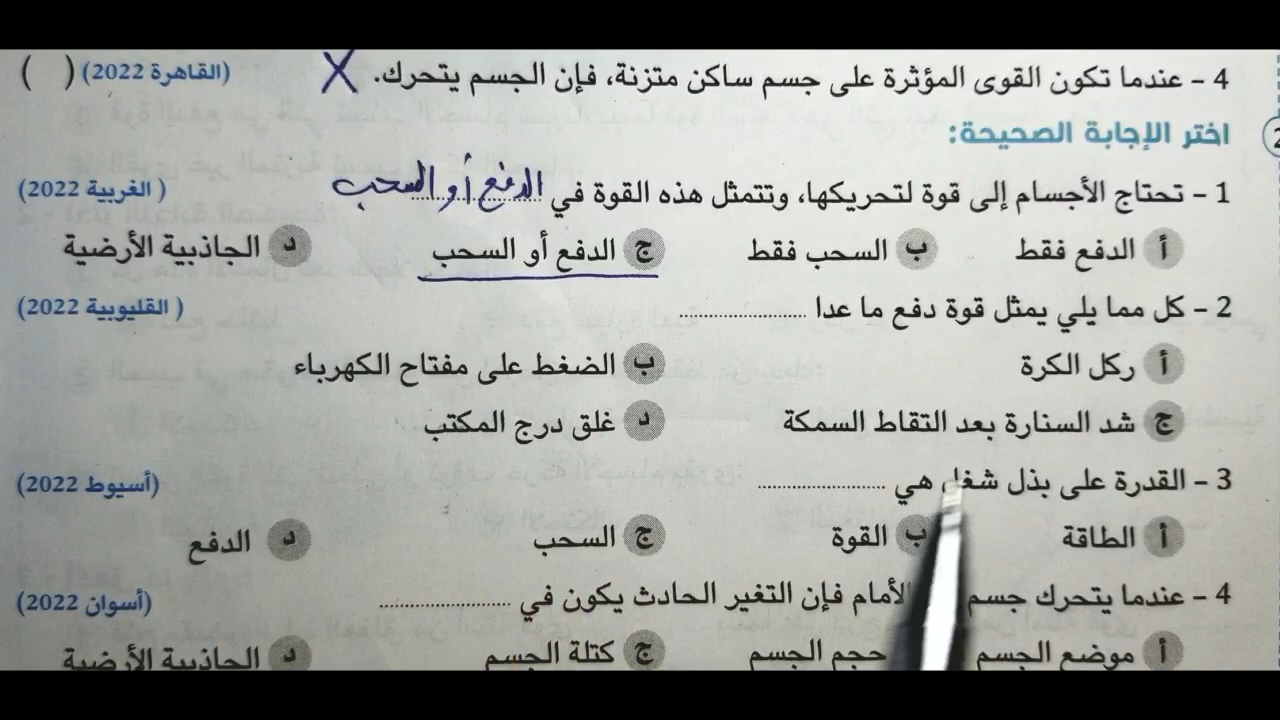 4 - عندما تكون القوى المؤثرة على جسم ساكن متزنة، فإن الجسم يتحرك. X (القاهرة 2022) ( )
2 اختر الإجابة الصحيحة:
1 - تحتاج الأجسام إلى قوة لتحريكها، وتتمثل هذه القوة في الدفع أو السحب (الغربية 2022)
أ الدفع فقط ب السحب فقط ج الدفع أو السحب د الجاذبية الأرضية
2 - كل مما يلي يمثل قوة دفع ما عدا .................... (القليوبية 2022)
أ ركل الكرة ب الضغط على مفتاح الكهرباء
ج شد السنارة بعد التقاط السمكة د غلق درج المكتب
3 - القدرة على بذل شغل هي .................... (أسيوط 2022)
أ الطاقة ب القوة ج السحب د الدفع
4 - عندما يتحرك جسم الأمام فإن التغير الحادث يكون في .................... (أسوان 2022)
أ موضع الجسم حجم الجسم ج كتلة الجسم د الجاذبية الأرضية